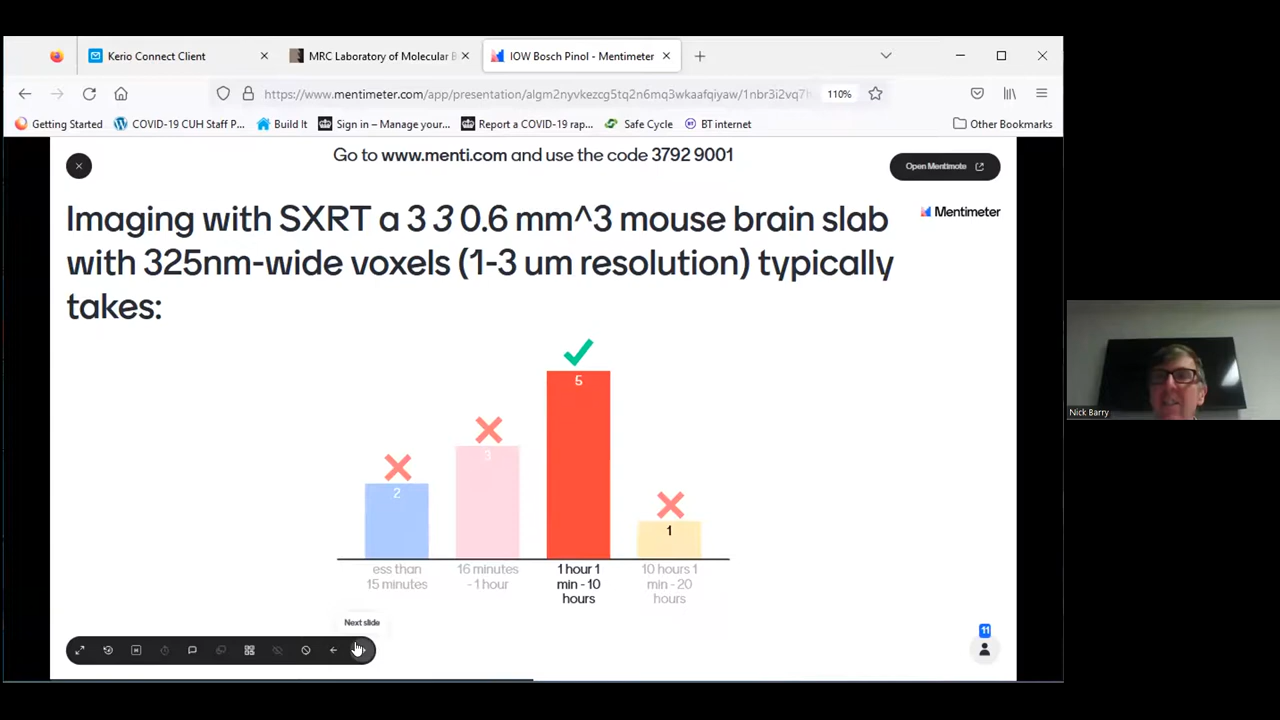 Kerio Connect Client
MRC Laboratory of Molecular B
IOW Bosch Pinol - Mentimeter
https://www.mentimeter.com/app/presentation/algm2nyvkezcg5tq2n6mq3wkaafqiyaw/1nbr3i2vq7
110%
Getting Started
COVID-19 CUH Staff P...
Build It
Sign in – Manage your...
Report a COVID-19 rap...
Safe Cycle
BT internet
Other Bookmarks
Go to www.menti.com and use the code 3792 9001
Open Mentimote
Mentimeter
Imaging with SXRT a 3 3 0.6 mm^3 mouse brain slab
with 325nm-wide voxels (1-3 um resolution) typically
takes:
5
3
2
1
ess than
15 minutes
16 minutes
- 1 hour
1 hour 1
min - 10
hours
10 hours 1
min - 20
hours
Next slide
11
Nick Barry